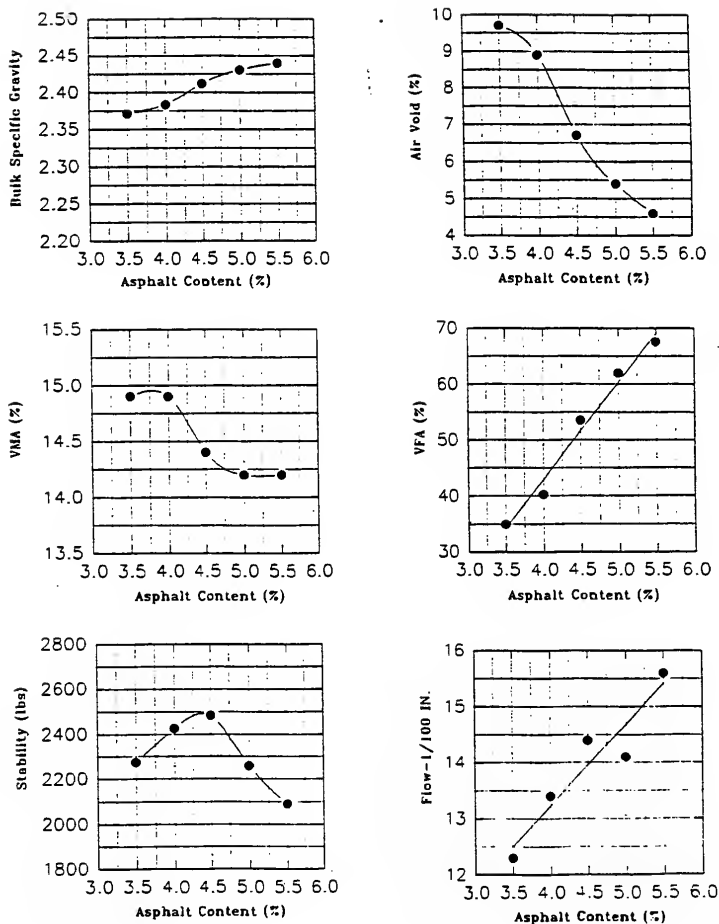 Bulk Specific Gravity
2.50
2.45
2.40
2.35
2.30
2.25
2.20
3.0 3.5 4.0 4.5 5.0 5.5 6.0
Asphalt Content (%)
Air Void (%)
10
9
8
7
6
5
4
3.0 3.5 4.0 4.5 5.0 5.5 6.0
Asphalt Content (%)
VMA (%)
15.5
15.0
14.5
14.0
13.5
3.0 3.5 4.0 4.5 5.0 5.5 6.0
Asphalt Content (%)
VFA (%)
70
60
50
40
30
3.0 3.5 4.0 4.5 5.0 5.5 6.0
Asphalt Content (%)
Stability (lbs)
2800
2600
2400
2200
2000
1800
3.0 3.5 4.0 4.5 5.0 5.5 6.0
Asphalt Content (%)
Flow-1/100 IN.
16
15
14
13
12
3.0 3.5 4.0 4.5 5.0 5.5 6.0
Asphalt Content (%)